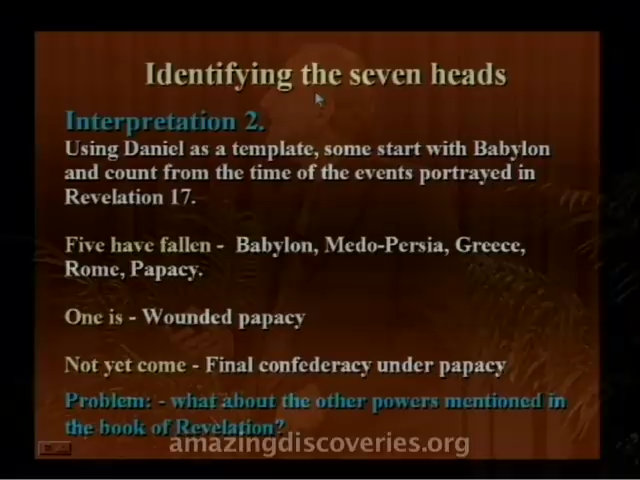 Identifying the seven heads
Interpretation 2.
Using Daniel as a template, some start with Babylon
and count from the time of the events portrayed in
Revelation 17.
Five have fallen - Babylon, Medo-Persia, Greece,
Rome, Papacy.
One is - Wounded papacy
Not yet come - Final confederacy under papacy
Problem: - what about the other powers mentioned in
the book of Revelation?
amazingdiscoveries.org